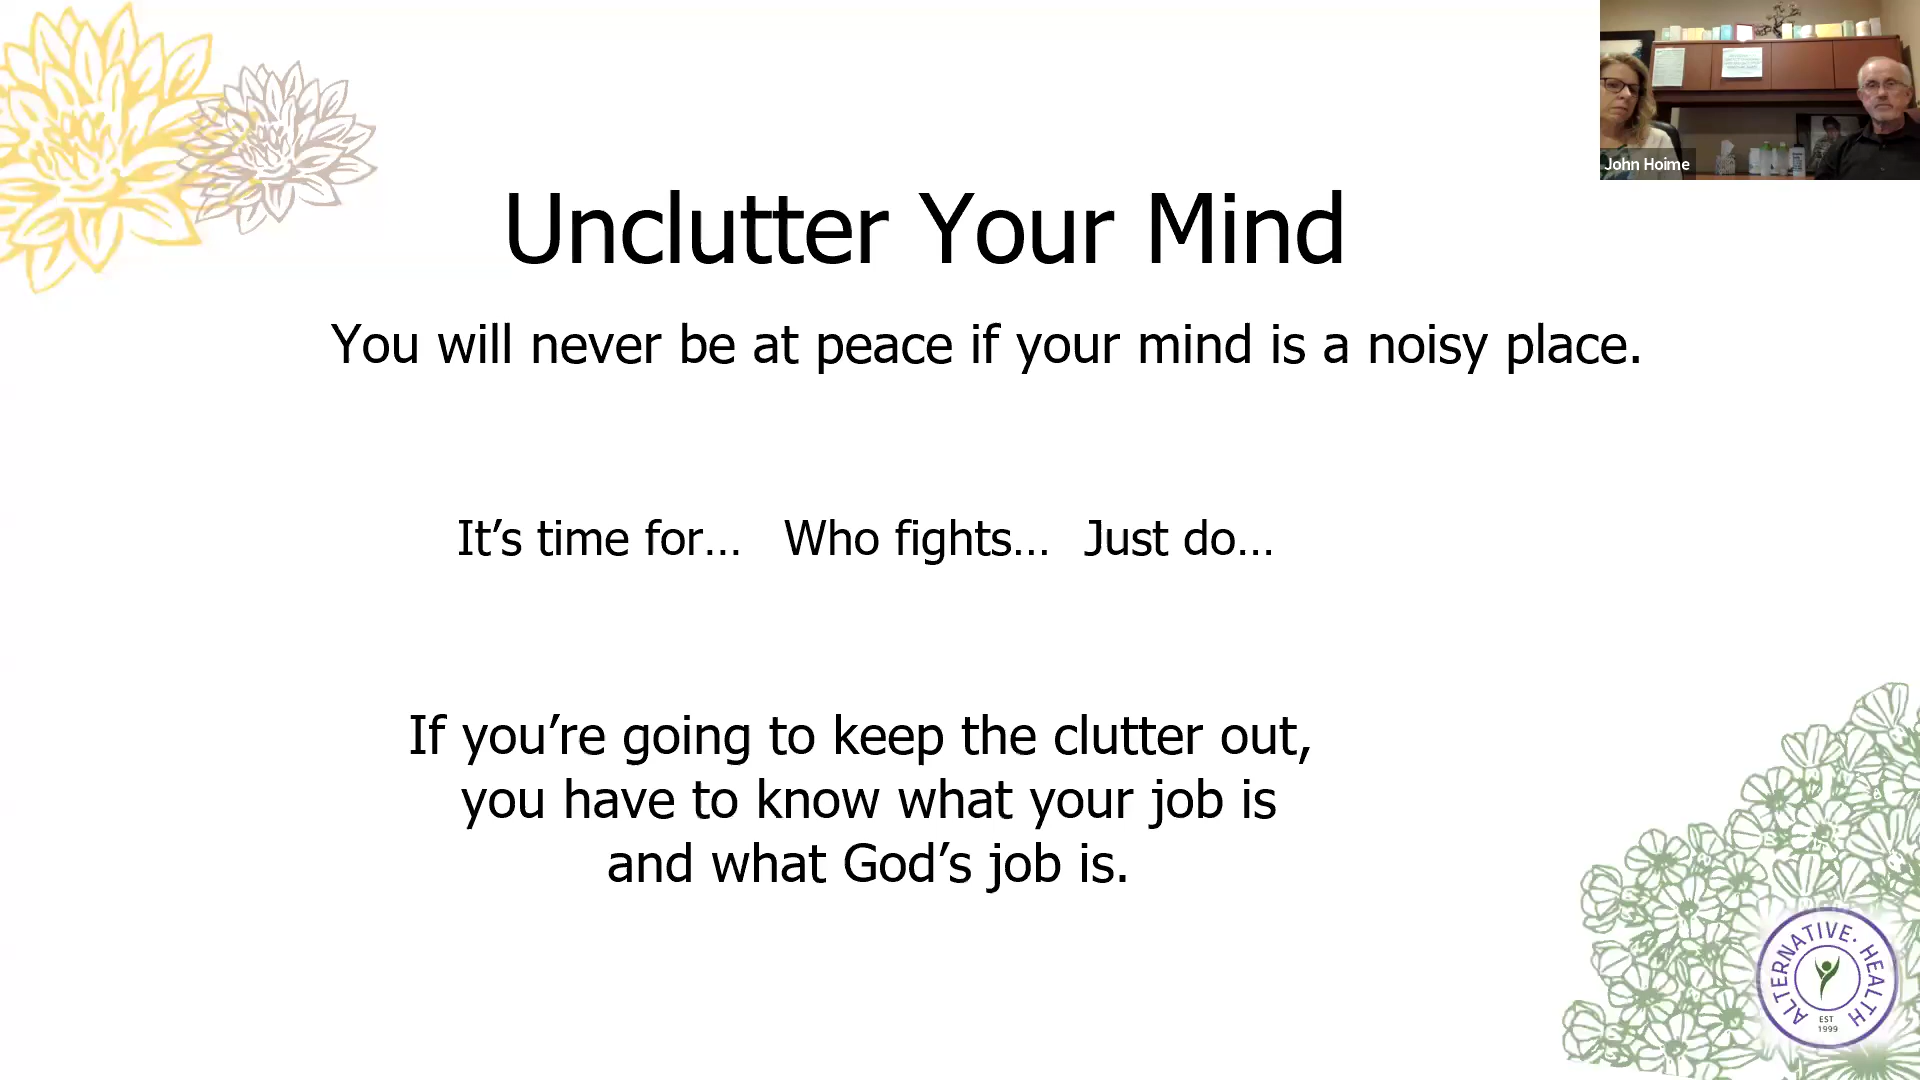 John Hoime
Unclutter Your Mind
You will never be at peace if your mind is a noisy place.
It’s time for… Who fights… Just do…
If you’re going to keep the clutter out,
you have to know what your job is
and what God’s job is.
ALTERNATIVE · HEALTH
EST
1999